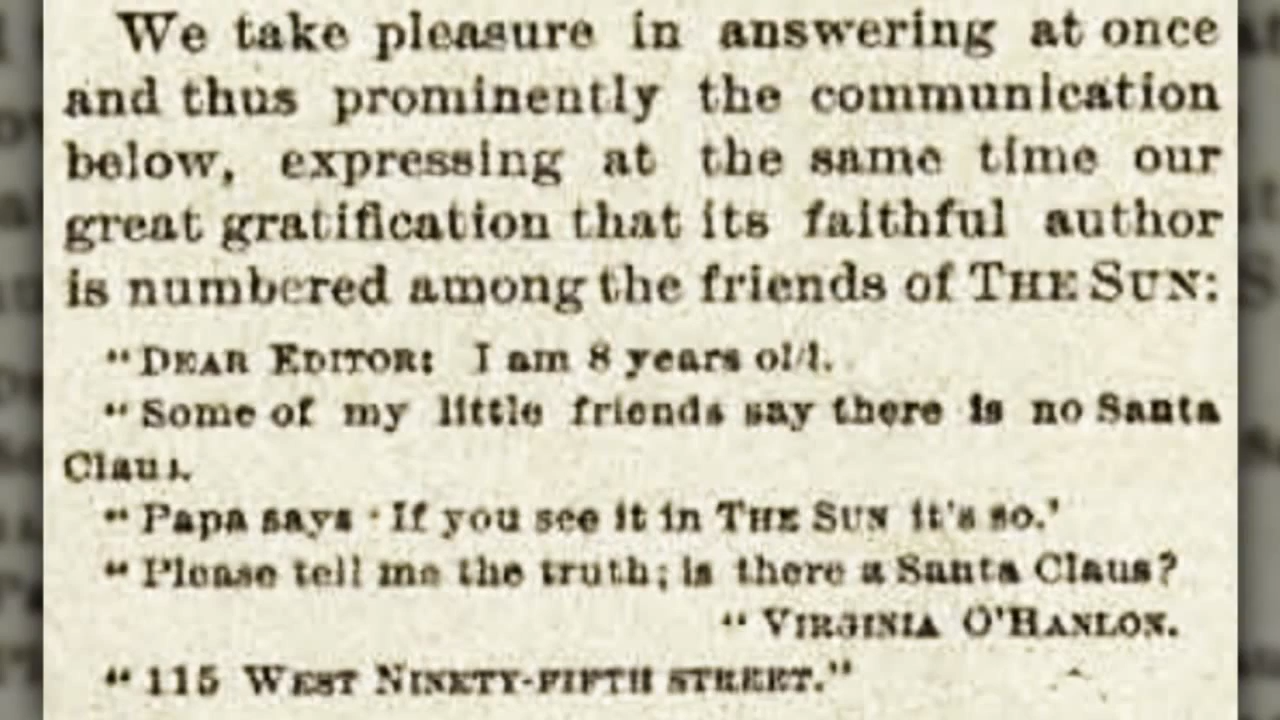 We take pleasure in answering at once
and thus prominently the communication
below, expressing at the same time our
great gratification that its faithful author
is numbered among the friends of THE SUN:
"DEAR EDITOR: I am 8 years old.
"Some of my little friends say there is no Santa
Claus.
"Papa says 'If you see it in THE SUN it's so.'
"Please tell me the truth; is there a Santa Claus?
"VIRGINIA O'HANLON.
"115 WEST NINETY-FIFTH STREET."